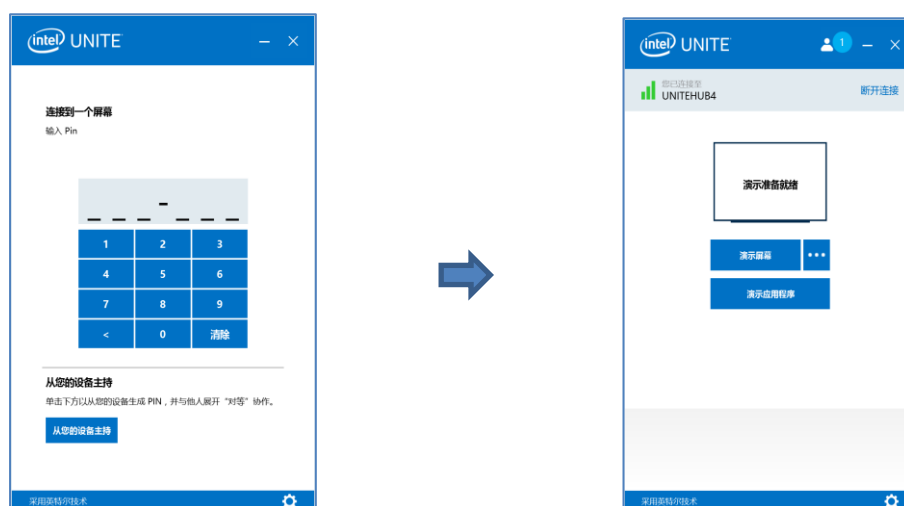 intel UNITE
连接到一个屏幕
输入 Pin
_ _ _ - _ _ _
1 2 3
4 5 6
7 8 9
< 0 清除
从您的设备主持
单击下方以从您的设备生成 PIN，并与他人展开“对等”协作。
从您的设备主持
采用英特尔技术
intel UNITE 1
您已连接至
UNITEHUB4 断开连接
演示准备就绪
演示屏幕 •••
演示应用程序
采用英特尔技术